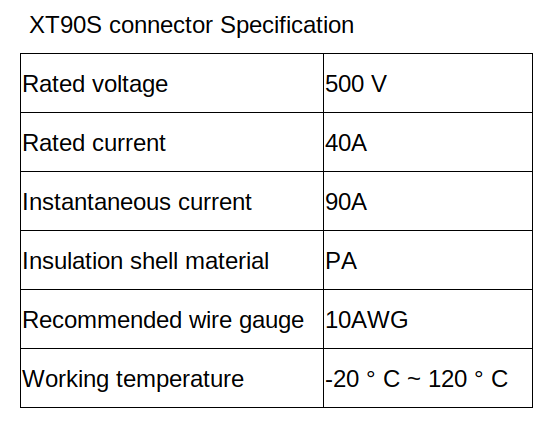 XT90S connector Specification
Rated voltage 500 V
Rated current 40A
Instantaneous current 90A
Insulation shell material PA
Recommended wire gauge 10AWG
Working temperature -20 ° C ~ 120 ° C